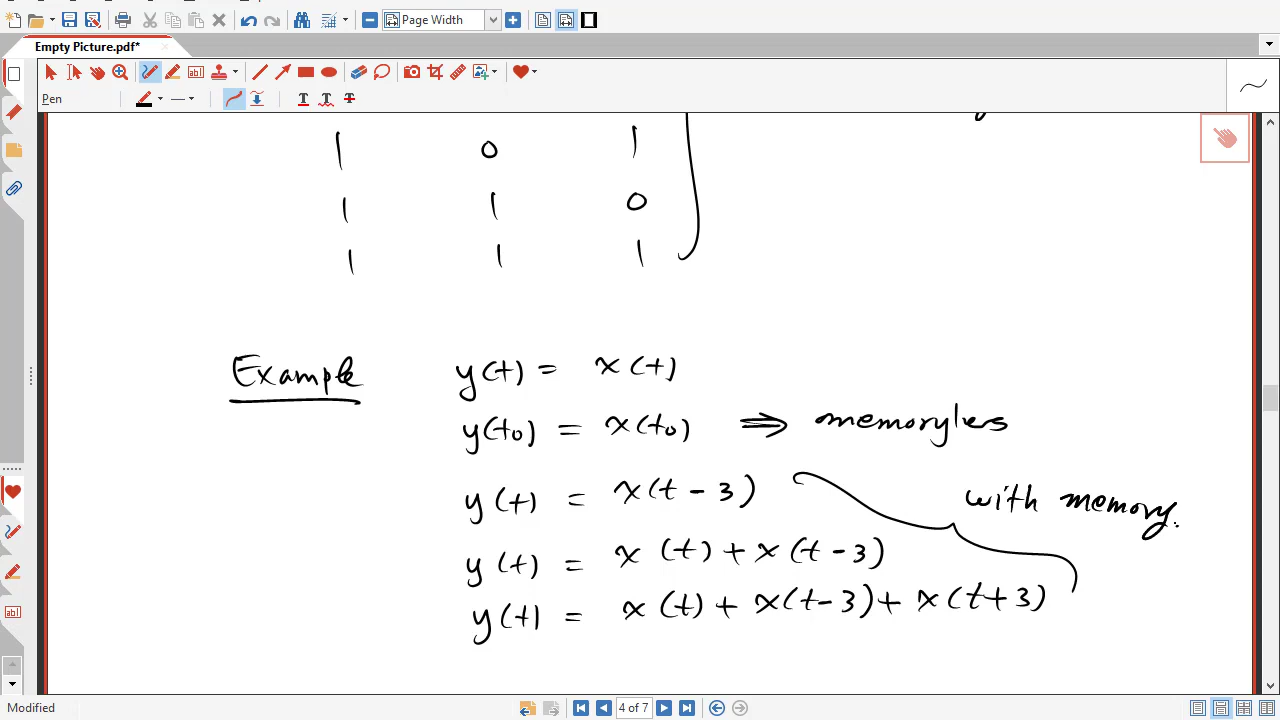 Page Width
Empty Picture.pdf*
Pen
1 0 1
1 1 0
1 1 1
Example y(t) = x(t)
y(t₀) = x(t₀) ⇒ memoryless
y(t) = x(t - 3)
with memory.
y(t) = x(t) + x(t - 3)
y(t) = x(t) + x(t-3) + x(t+3)
Modified
4 of 7